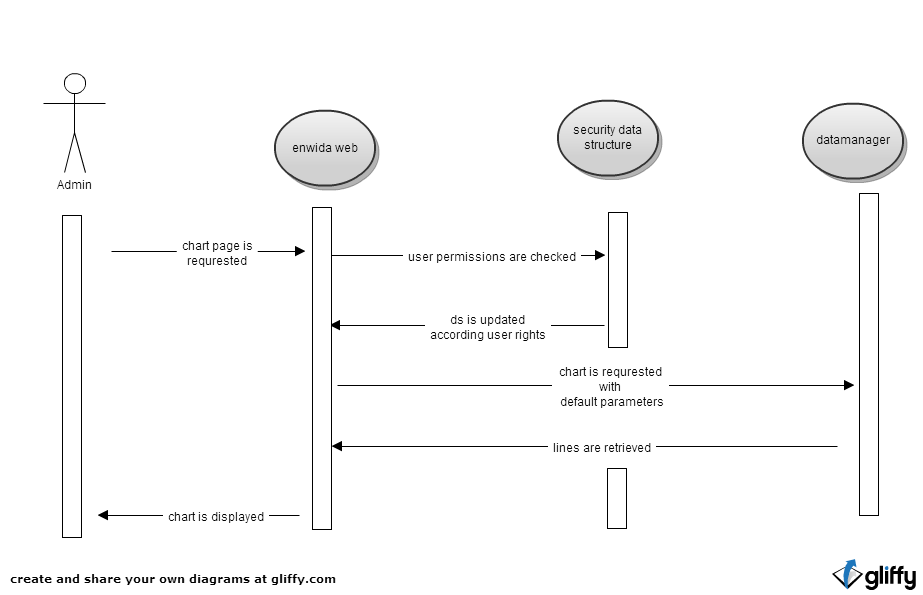 Admin
enwida web
security data
structure
datamanager
chart page is
requrested
user permissions are checked
ds is updated
according user rights
chart is requrested
with
default parameters
lines are retrieved
chart is displayed
create and share your own diagrams at gliffy.com
gliffy